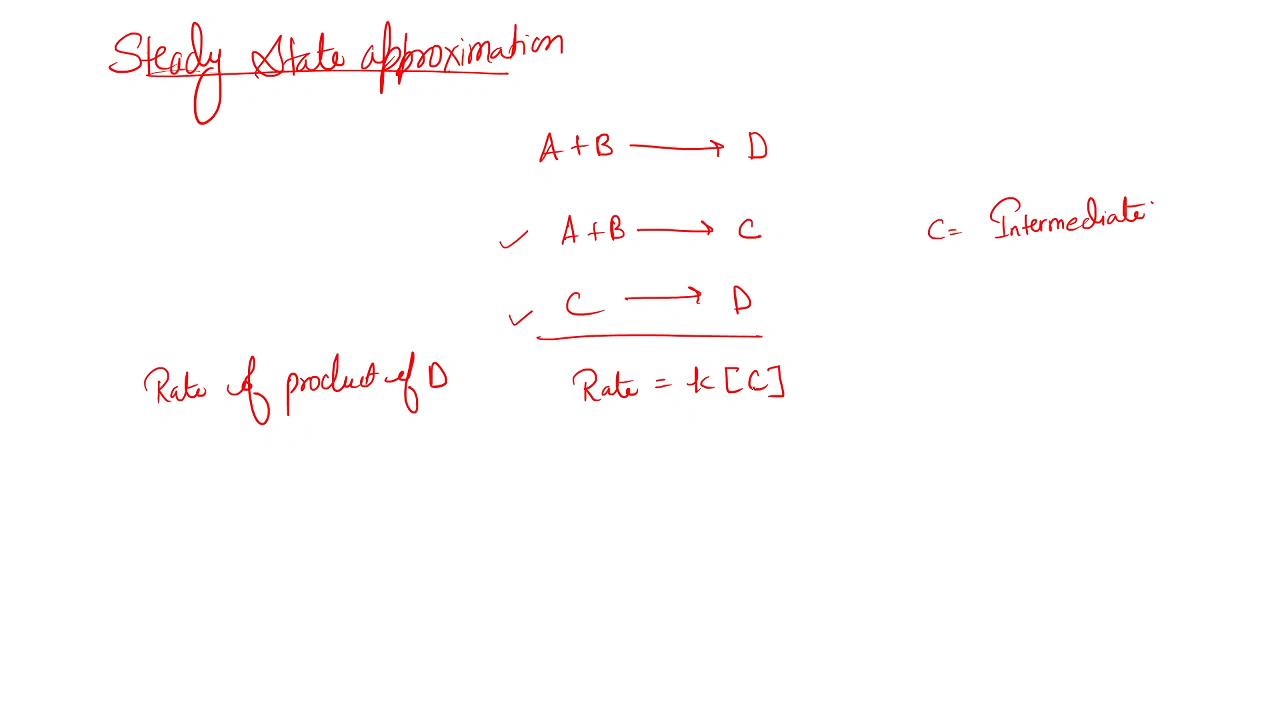 Steady State approximation
A + B ⟶ D
✓ A + B ⟶ C
C = Intermediate
✓ C ⟶ D
Rate of product of D
Rate = k [C]